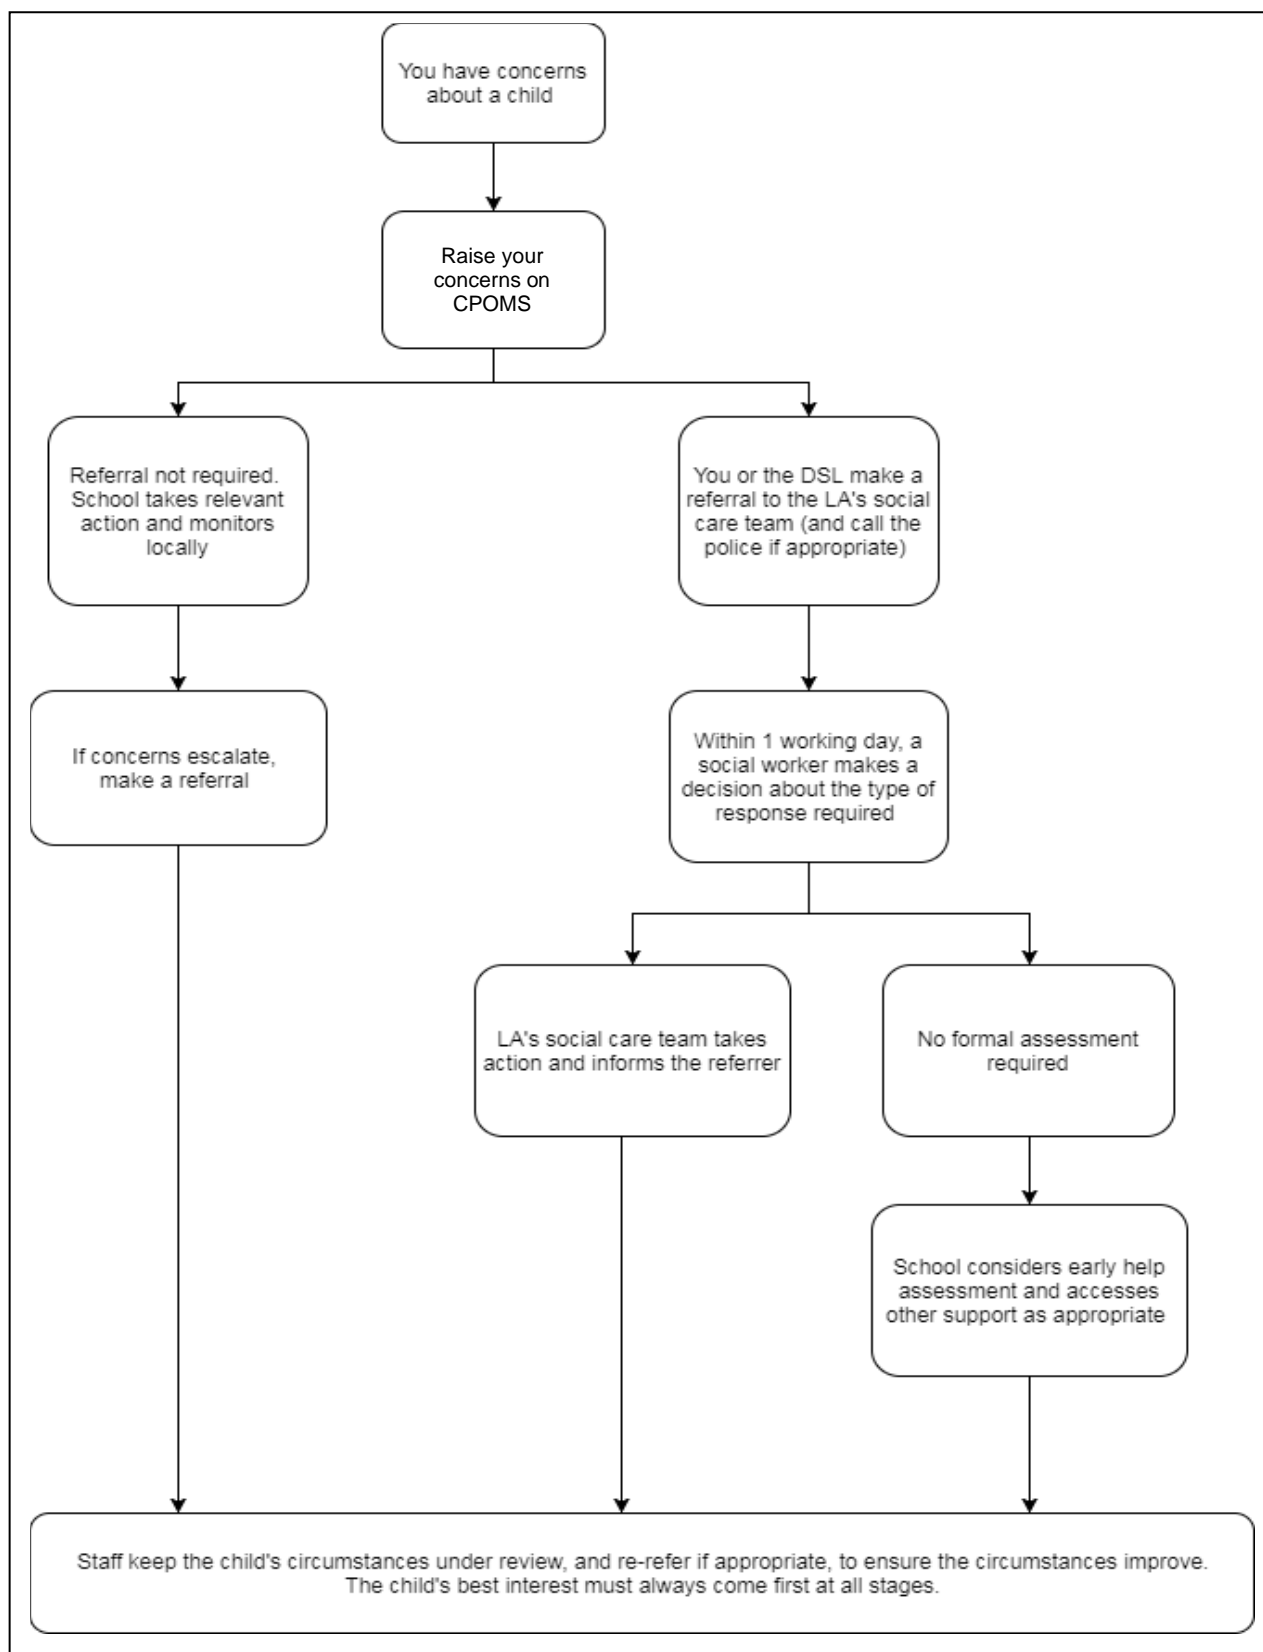 You have concerns
about a child
Raise your
concerns on
CPOMS
Referral not required.
School takes relevant
action and monitors
locally
You or the DSL make a
referral to the LA's social
care team (and call the
police if appropriate)
If concerns escalate,
make a referral
Within 1 working day, a
social worker makes a
decision about the type of
response required
LA's social care team takes
action and informs the referrer
No formal assessment
required
School considers early help
assessment and accesses
other support as appropriate
Staff keep the child's circumstances under review, and re-refer if appropriate, to ensure the circumstances improve.
The child's best interest must always come first at all stages.